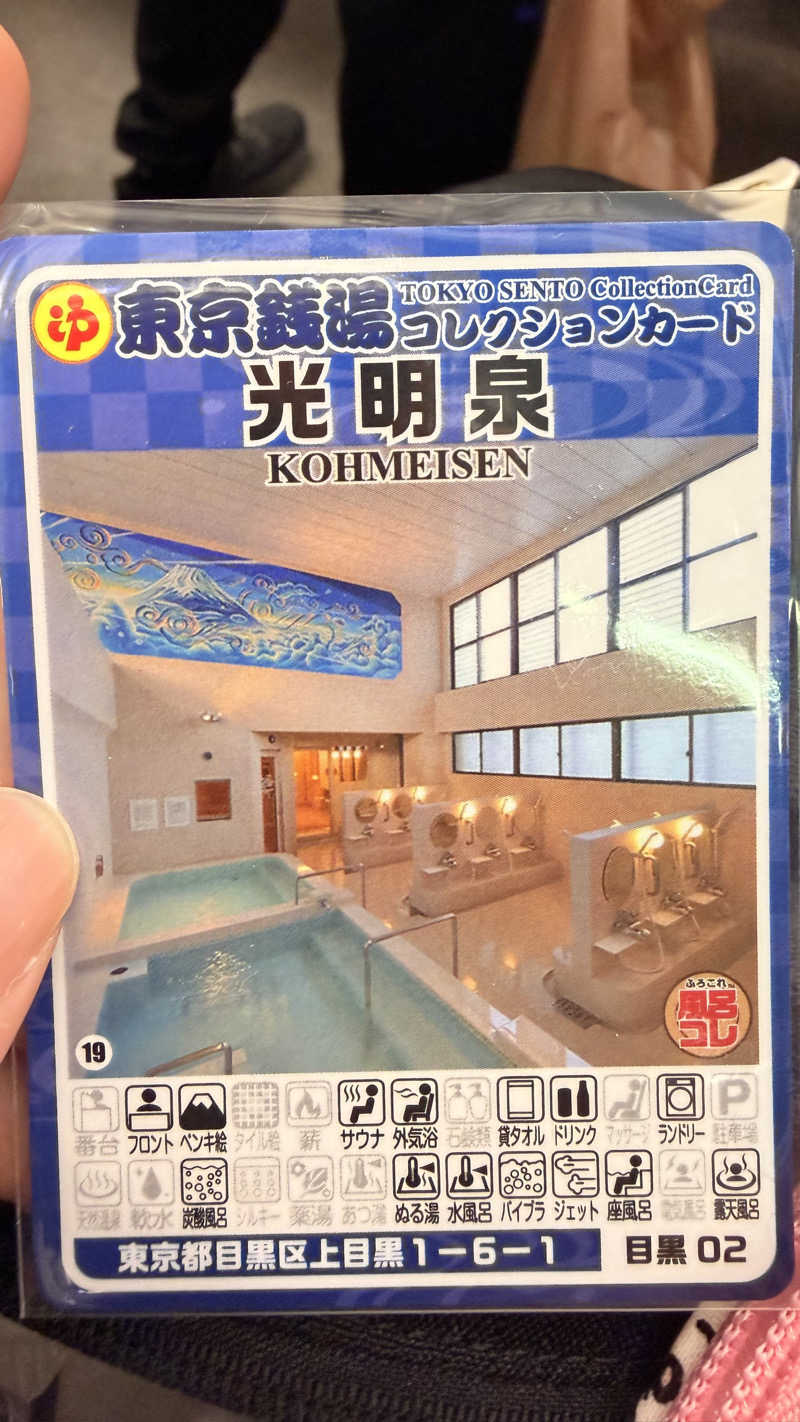 ゆ
東京銭湯
TOKYO SENTO CollectionCard
コレクションカード
光明泉
KOHMEISEN
ふろこれ
風呂
コレ
19
番台 フロント ペンキ絵 タイル絵 薪 サウナ 外気浴 石鹸類 貸タオル ドリンク マッサージ ランドリー 駐車場
P
天然温泉 軟水 炭酸風呂 シルキー 薬湯 あつ湯 ぬる湯 水風呂 バイブラ ジェット 座風呂 電気風呂 露天風呂
東京都目黒区上目黒1-6-1
目黒 02